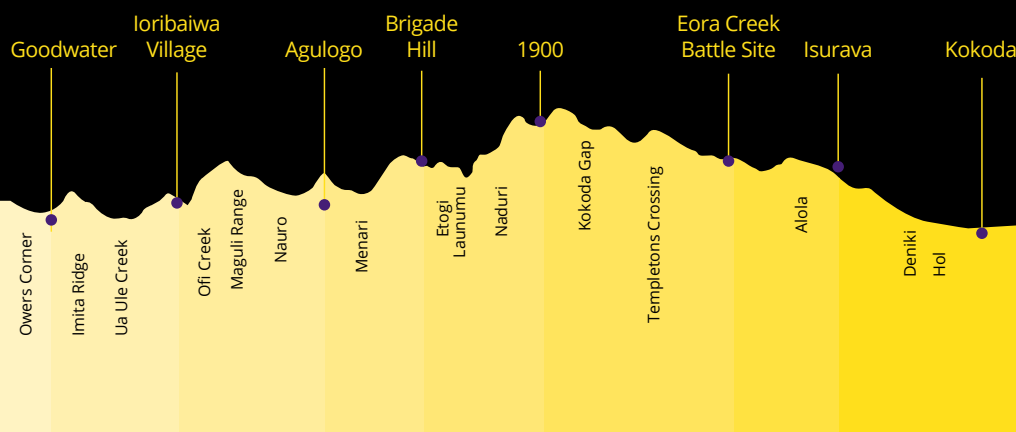 Goodwater
Ioribaiwa
Village
Agulogo
Brigade
Hill
1900
Eora Creek
Battle Site
Isurava
Kokoda
Owers Corner
Imita Ridge
Ua Ule Creek
Ofi Creek
Maguli Range
Nauro
Menari
Etogi
Launumu
Naduri
Kokoda Gap
Templetons Crossing
Alola
Deniki
Hol